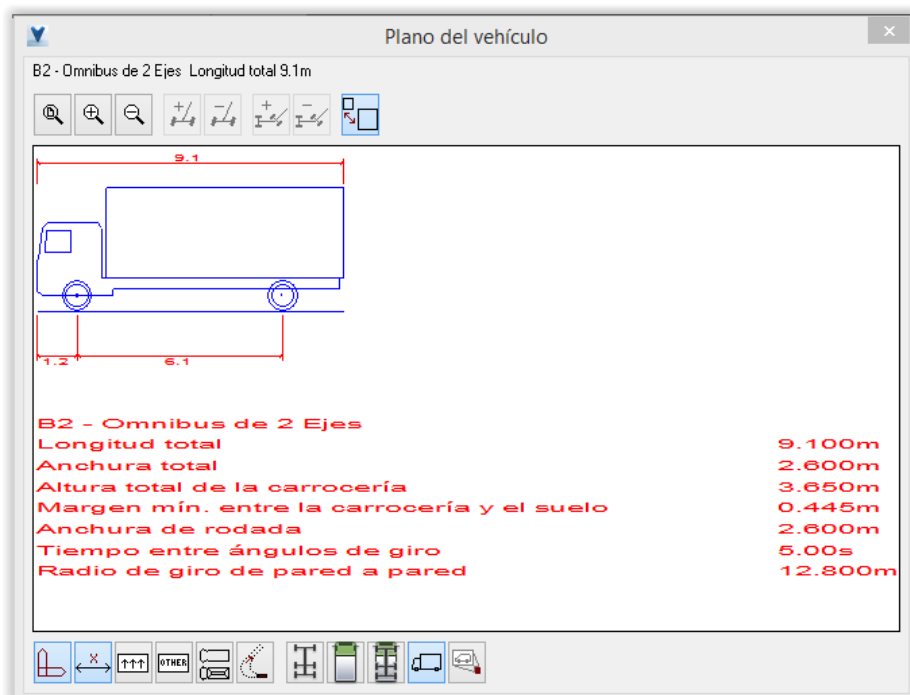 Plano del vehículo
B2 - Omnibus de 2 Ejes Longitud total 9.1m
9.1
1.2 6.1
B2 - Omnibus de 2 Ejes
Longitud total 9.100m
Anchura total 2.600m
Altura total de la carrocería 3.650m
Margen mín. entre la carrocería y el suelo 0.445m
Anchura de rodada 2.600m
Tiempo entre ángulos de giro 5.00s
Radio de giro de pared a pared 12.800m
X OTHER